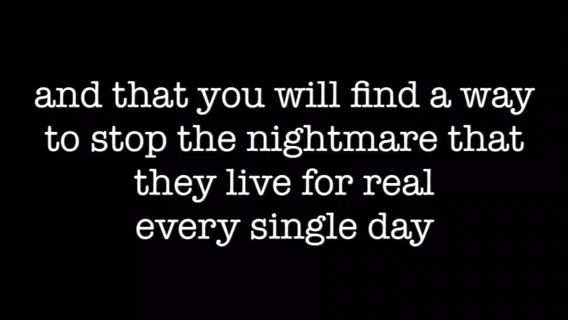 and that you will find a way
to stop the nightmare that
they live for real
every single day